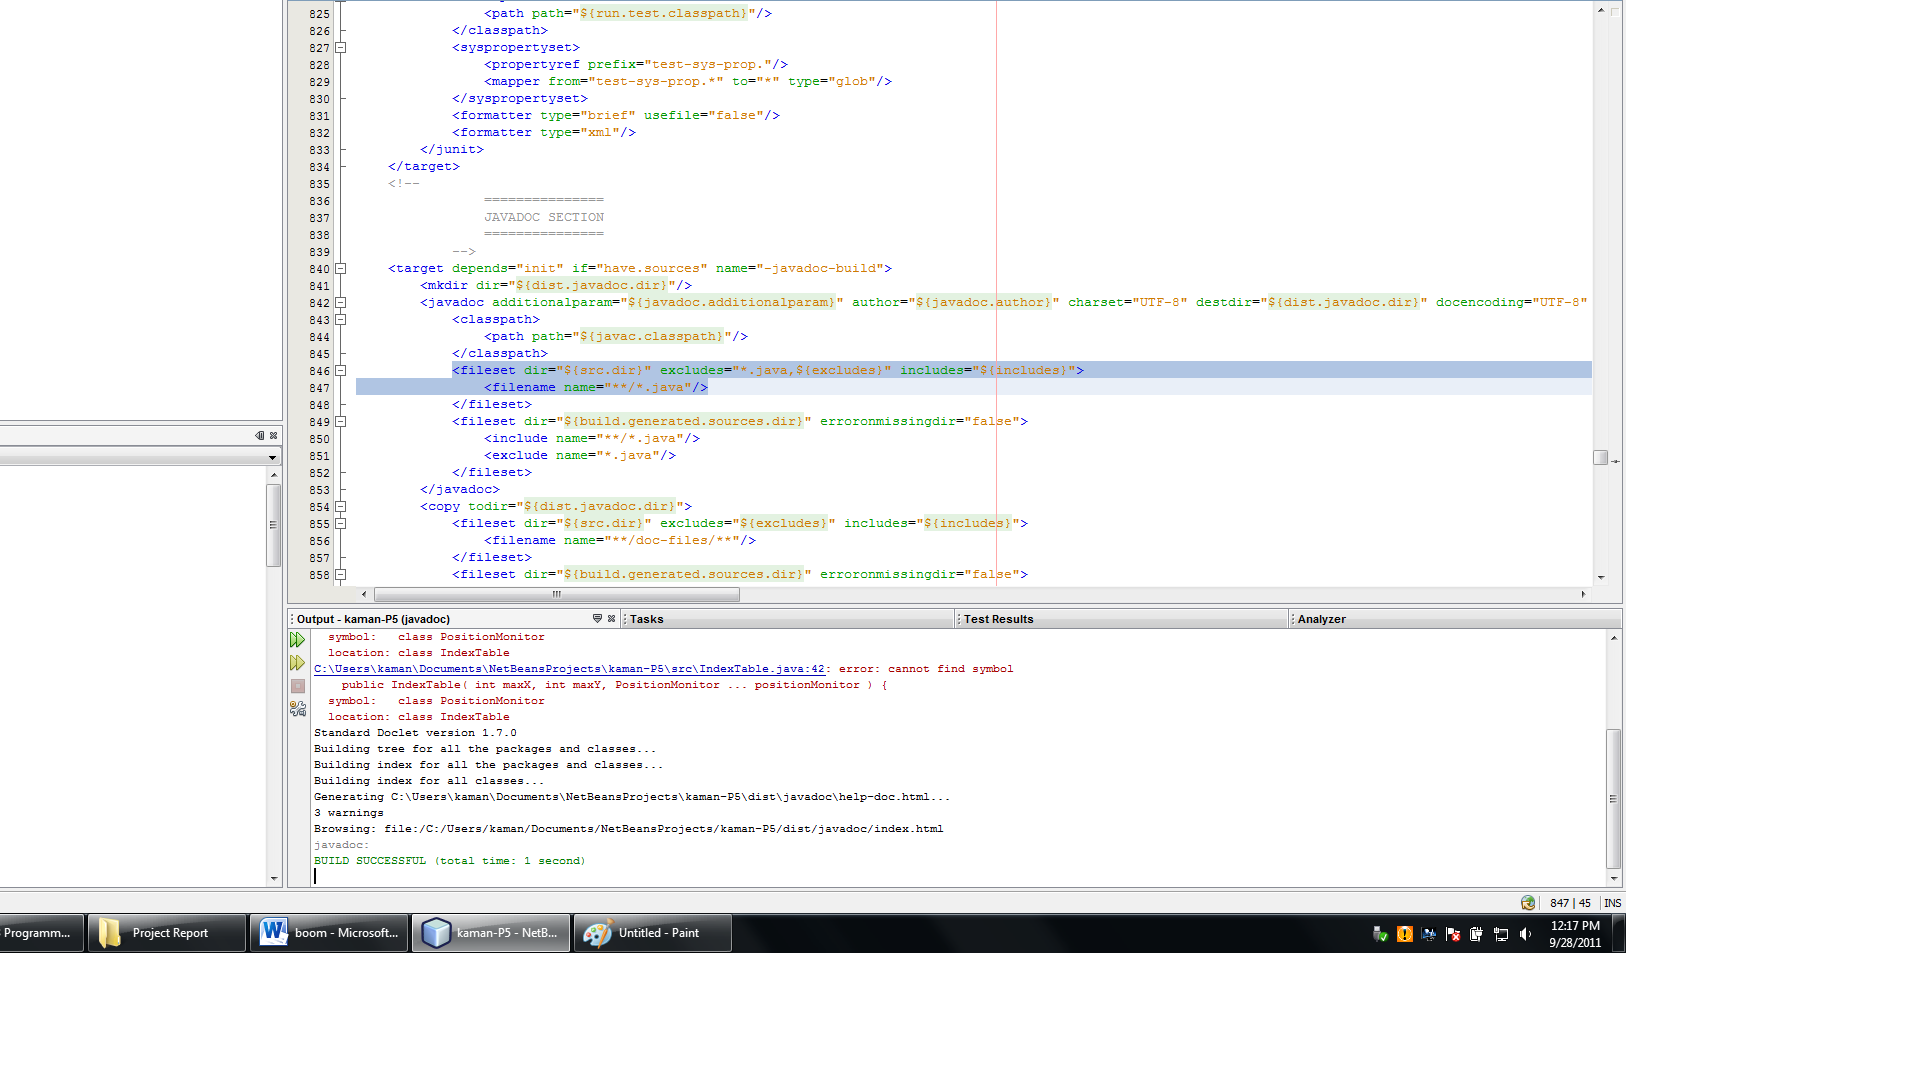 825 <path path="${run.test.classpath}"/>
826 </classpath>
827 <syspropertyset>
828 <propertyref prefix="test-sys-prop."/>
829 <mapper from="test-sys-prop.*" to="*" type="glob"/>
830 </syspropertyset>
831 <formatter type="brief" usefile="false"/>
832 <formatter type="xml"/>
833 </junit>
834 </target>
835 <!--
836 ===============
837 JAVADOC SECTION
838 ===============
839 -->
840 <target depends="init" if="have.sources" name="-javadoc-build">
841 <mkdir dir="${dist.javadoc.dir}"/>
842 <javadoc additionalparam="${javadoc.additionalparam}" author="${javadoc.author}" charset="UTF-8" destdir="${dist.javadoc.dir}" docencoding="UTF-8"
843 <classpath>
844 <path path="${javac.classpath}"/>
845 </classpath>
846 <fileset dir="${src.dir}" excludes="*.java,${excludes}" includes="${includes}">
847 <filename name="**/*.java"/>
848 </fileset>
849 <fileset dir="${build.generated.sources.dir}" erroronmissingdir="false">
850 <include name="**/*.java"/>
851 <exclude name="*.java"/>
852 </fileset>
853 </javadoc>
854 <copy todir="${dist.javadoc.dir}">
855 <fileset dir="${src.dir}" excludes="${excludes}" includes="${includes}">
856 <filename name="**/doc-files/**"/>
857 </fileset>
858 <fileset dir="${build.generated.sources.dir}" erroronmissingdir="false">
Output - kaman-P5 (javadoc) Tasks Test Results Analyzer
symbol: class PositionMonitor
location: class IndexTable
C:\Users\kaman\Documents\NetBeansProjects\kaman-P5\src\IndexTable.java:42: error: cannot find symbol
public IndexTable( int maxX, int maxY, PositionMonitor ... positionMonitor ) {
symbol: class PositionMonitor
location: class IndexTable
Standard Doclet version 1.7.0
Building tree for all the packages and classes...
Building index for all the packages and classes...
Building index for all classes...
Generating C:\Users\kaman\Documents\NetBeansProjects\kaman-P5\dist\javadoc\help-doc.html...
3 warnings
Browsing: file:/C:/Users/kaman/Documents/NetBeansProjects/kaman-P5/dist/javadoc/index.html
javadoc:
BUILD SUCCESSFUL (total time: 1 second)
847 | 45 INS
Programm... Project Report boom - Microsoft... kaman-P5 - NetB... Untitled - Paint 12:17 PM
9/28/2011